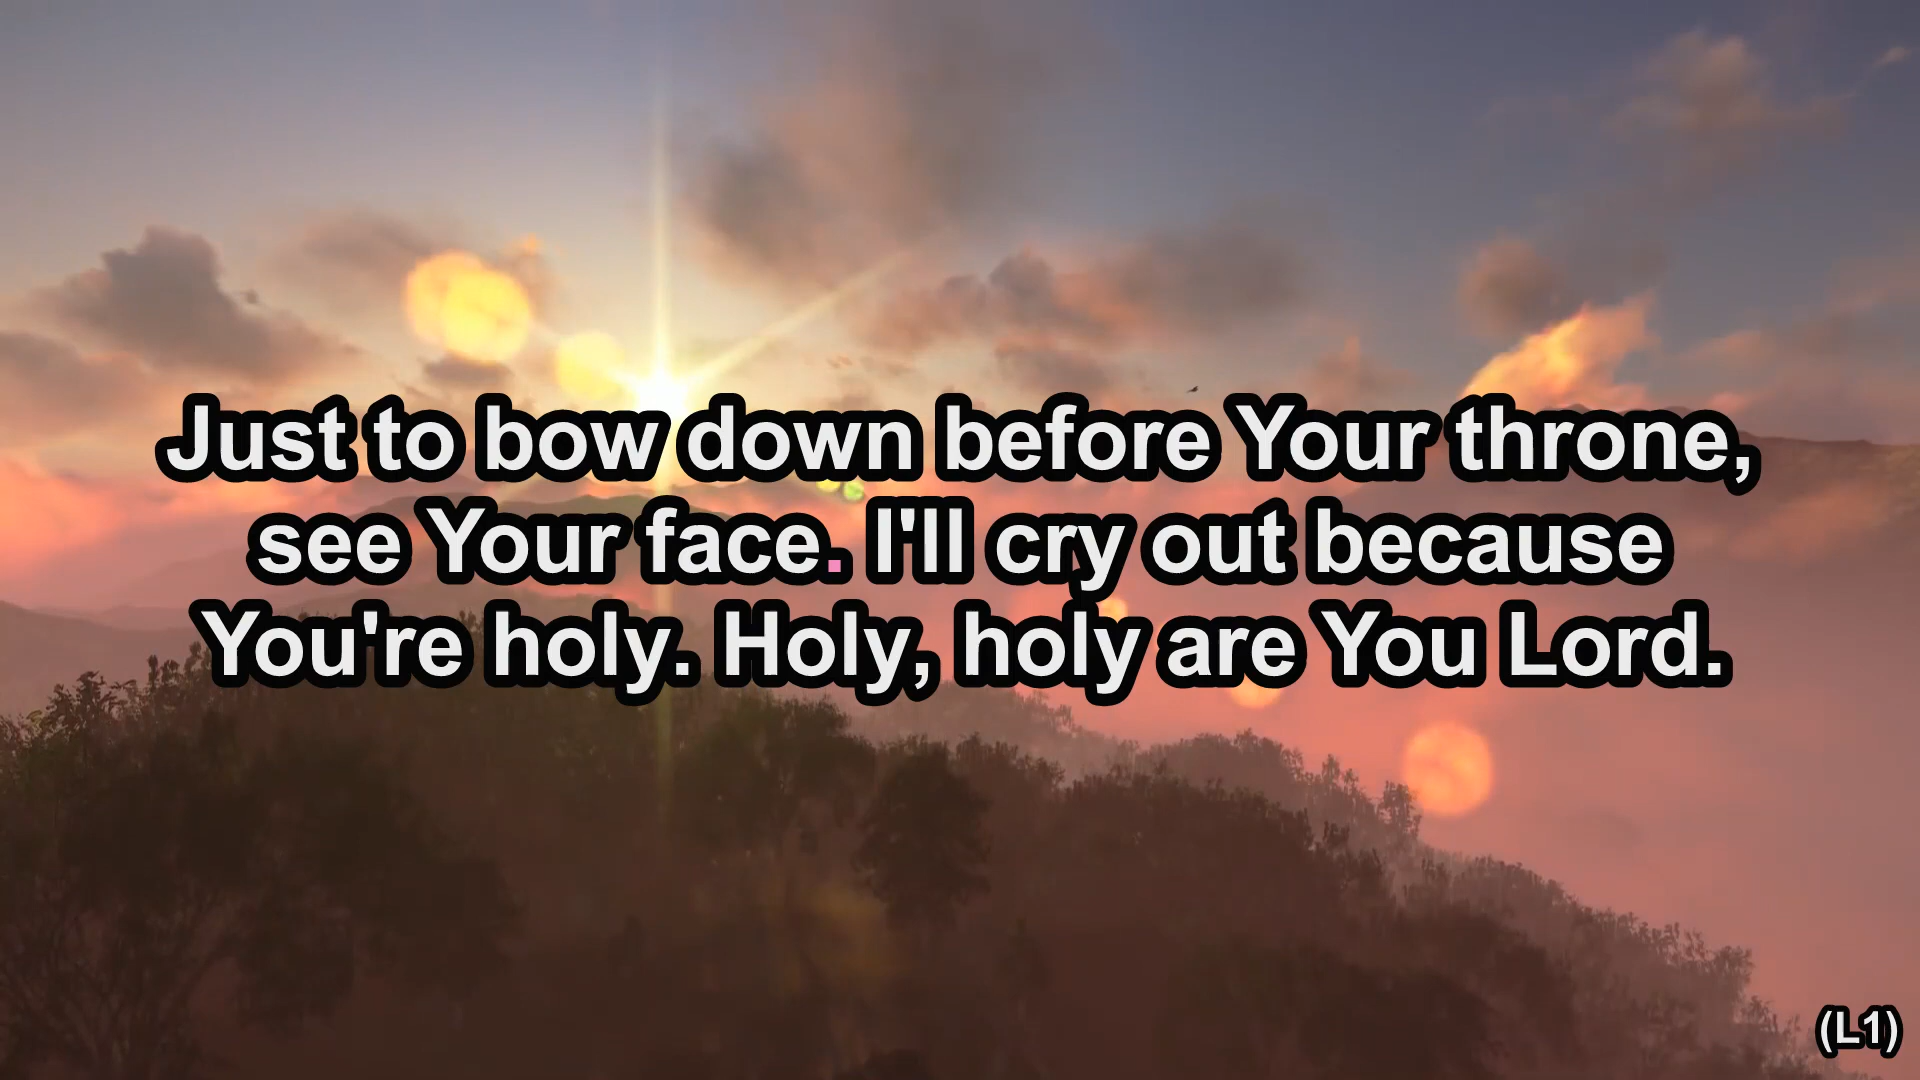 Just to bow down before Your throne,
see Your face. I'll cry out because
You're holy. Holy, holy are You Lord.
(L1)